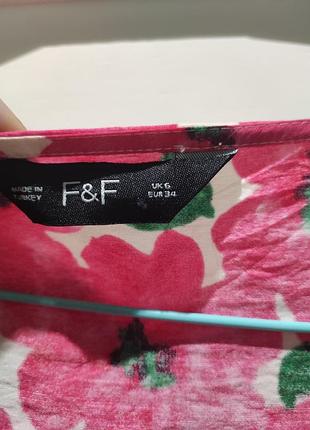 MADE IN
TURKEY
F&F
UK 6
EUR 34